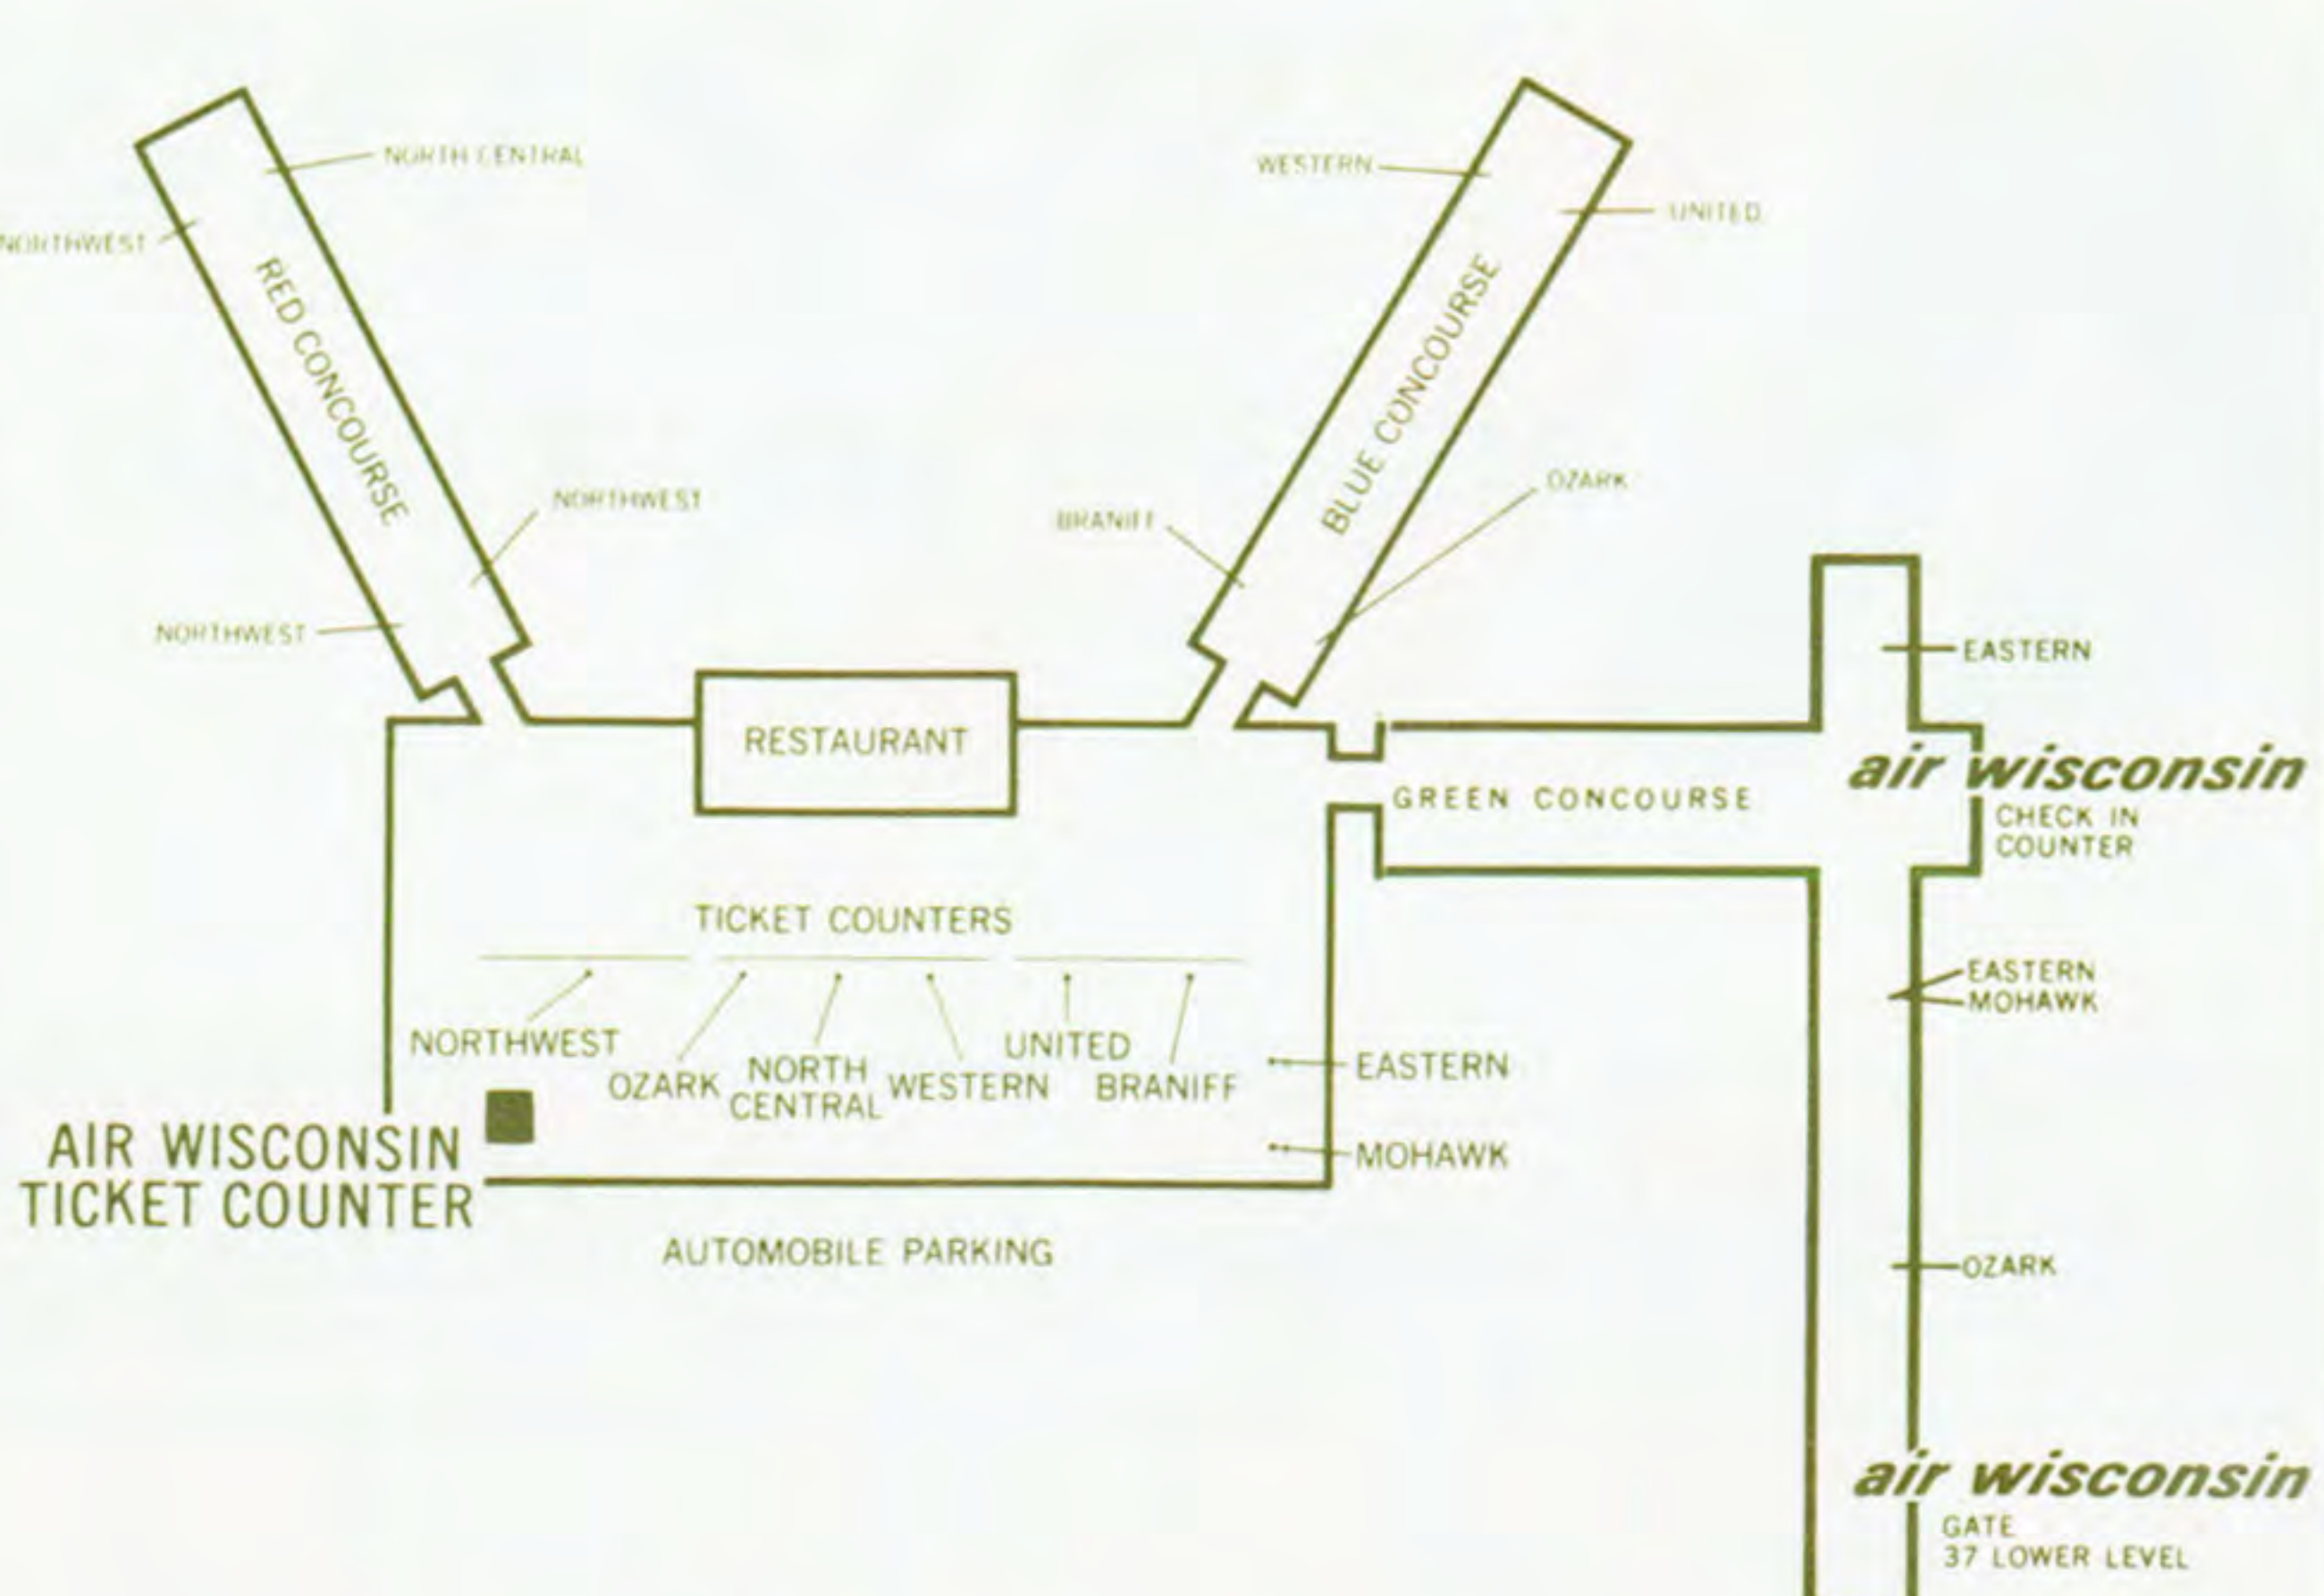 NORTH CENTRAL
WESTERN
UNITED
NORTHWEST
RED CONCOURSE
BLUE CONCOURSE
NORTHWEST
OZARK
BRANIFF
NORTHWEST
EASTERN
RESTAURANT
air wisconsin
GREEN CONCOURSE
CHECK IN
COUNTER
TICKET COUNTERS
EASTERN
MOHAWK
NORTHWEST
OZARK
NORTH
CENTRAL
WESTERN
UNITED
BRANIFF
EASTERN
MOHAWK
AIR WISCONSIN
TICKET COUNTER
AUTOMOBILE PARKING
OZARK
air wisconsin
GATE
37 LOWER LEVEL